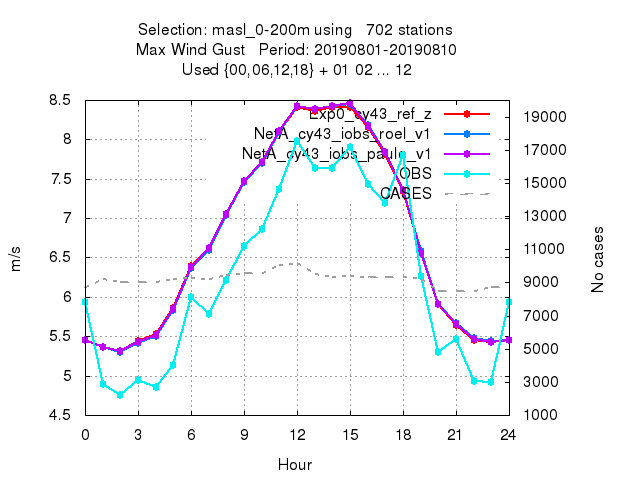 Selection: masl_0-200m using 702 stations
Max Wind Gust Period: 20190801-20190810
Used {00,06,12,18} + 01 02 ... 12
Exp0_cy43_ref_z
NetA_cy43_iobs_roel_v1
NetA_cy43_iobs_paulo_v1
OBS
CASES
8.5
8
7.5
7
6.5
6
5.5
5
4.5
m/s
19000
17000
15000
13000
11000
9000
7000
5000
3000
1000
No cases
0 3 6 9 12 15 18 21 24
Hour